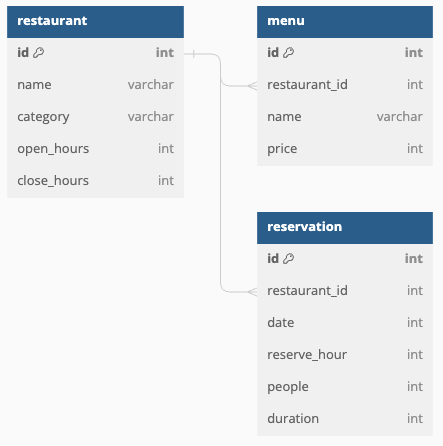 restaurant
id int
name varchar
category varchar
open_hours int
close_hours int
menu
id int
restaurant_id int
name varchar
price int
reservation
id int
restaurant_id int
date int
reserve_hour int
people int
duration int